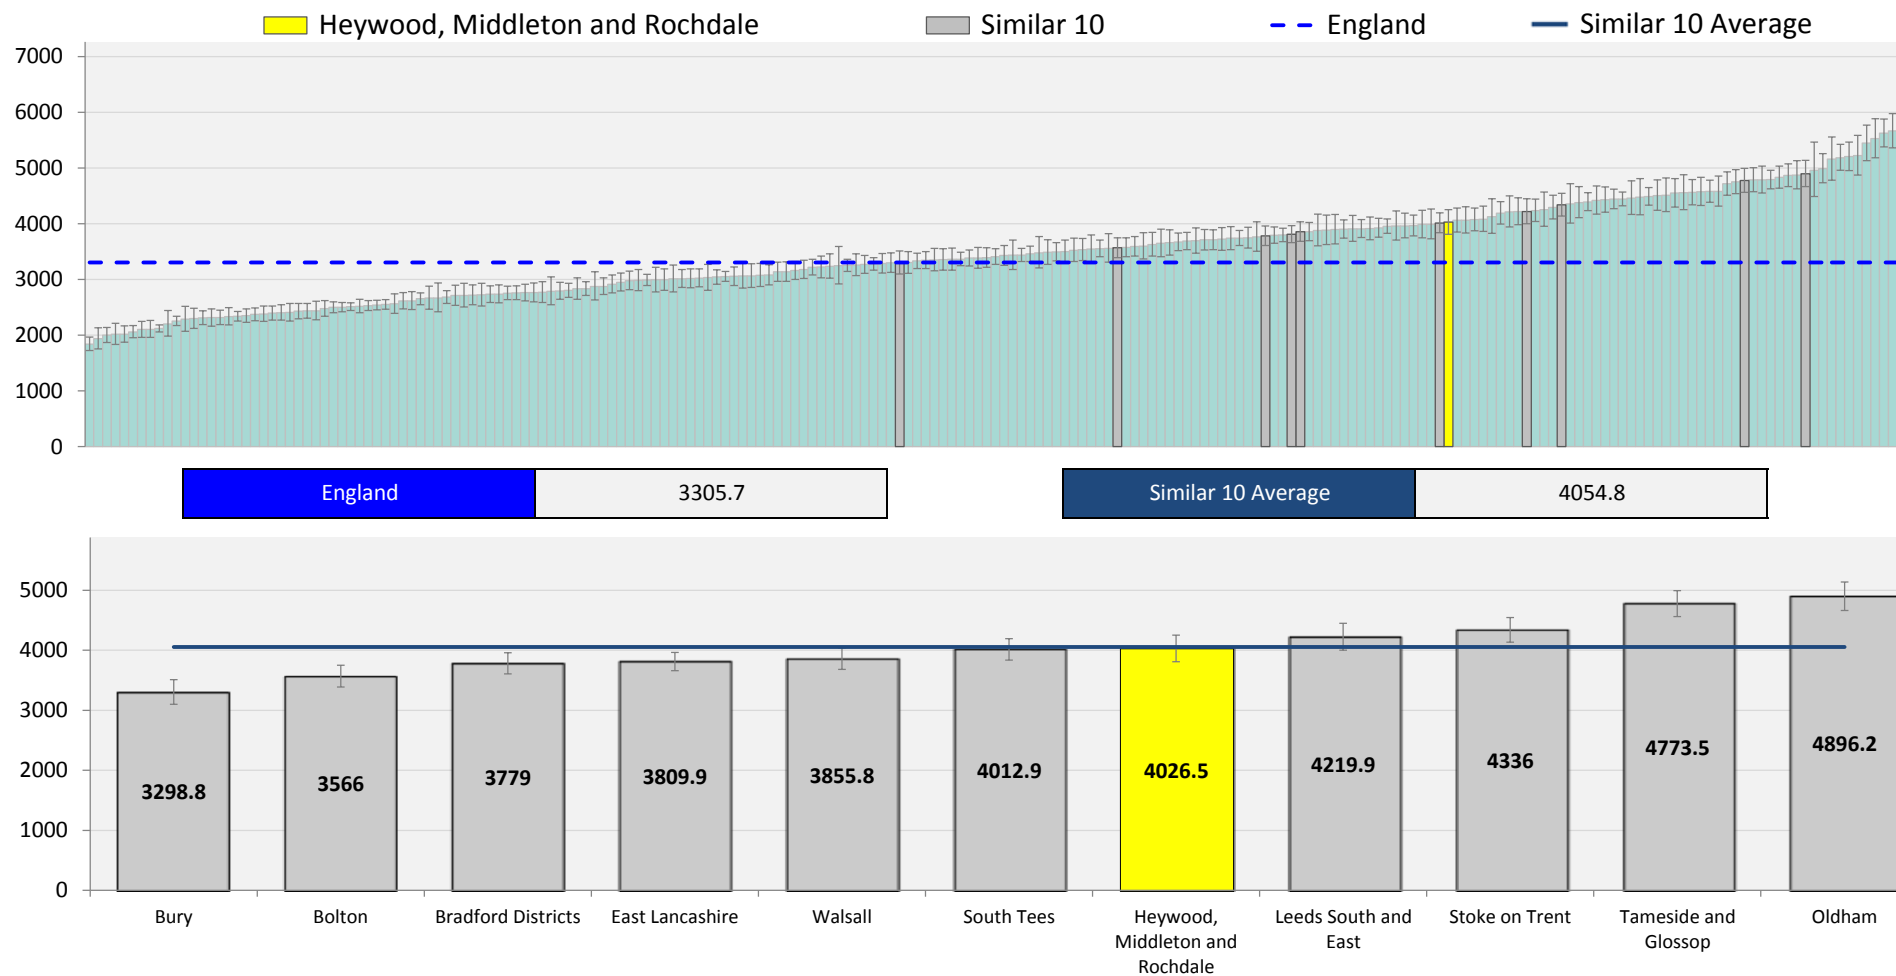 Heywood, Middleton and Rochdale Similar 10 England Similar 10 Average
7000
6000
5000
4000
3000
2000
1000
0
England 3305.7 Similar 10 Average 4054.8
5000
4000
3000
2000
1000
0
3298.8 3566 3779 3809.9 3855.8 4012.9 4026.5 4219.9 4336 4773.5 4896.2
Bury Bolton Bradford Districts East Lancashire Walsall South Tees Heywood, Leeds South and Stoke on Trent Tameside and Oldham
Middleton and East Glossop
Rochdale